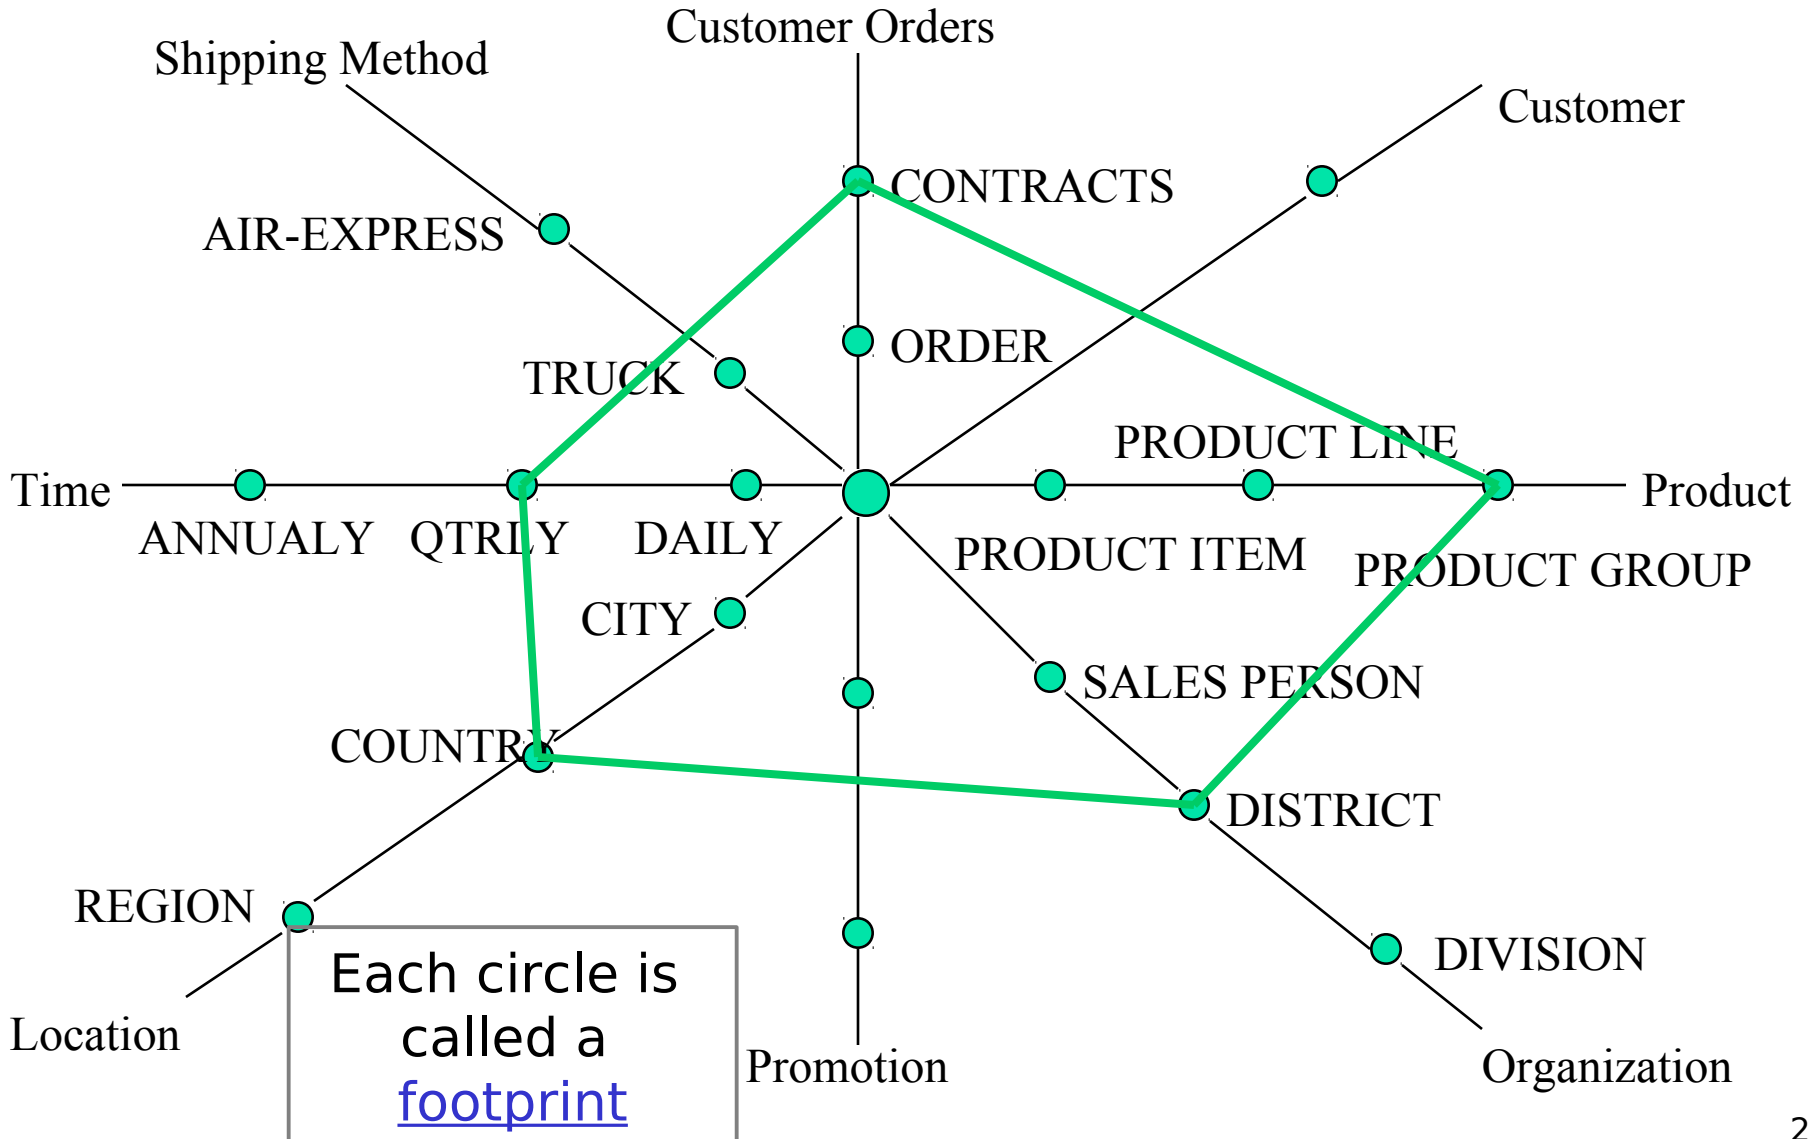 Customer Orders
Shipping Method
Customer
CONTRACTS
AIR-EXPRESS
ORDER
TRUCK
PRODUCT LINE
Time
Product
ANNUALY
QTRLY
DAILY
PRODUCT ITEM
PRODUCT GROUP
CITY
SALES PERSON
COUNTRY
DISTRICT
REGION
DIVISION
Each circle is
called a
footprint
Location
Promotion
Organization
2